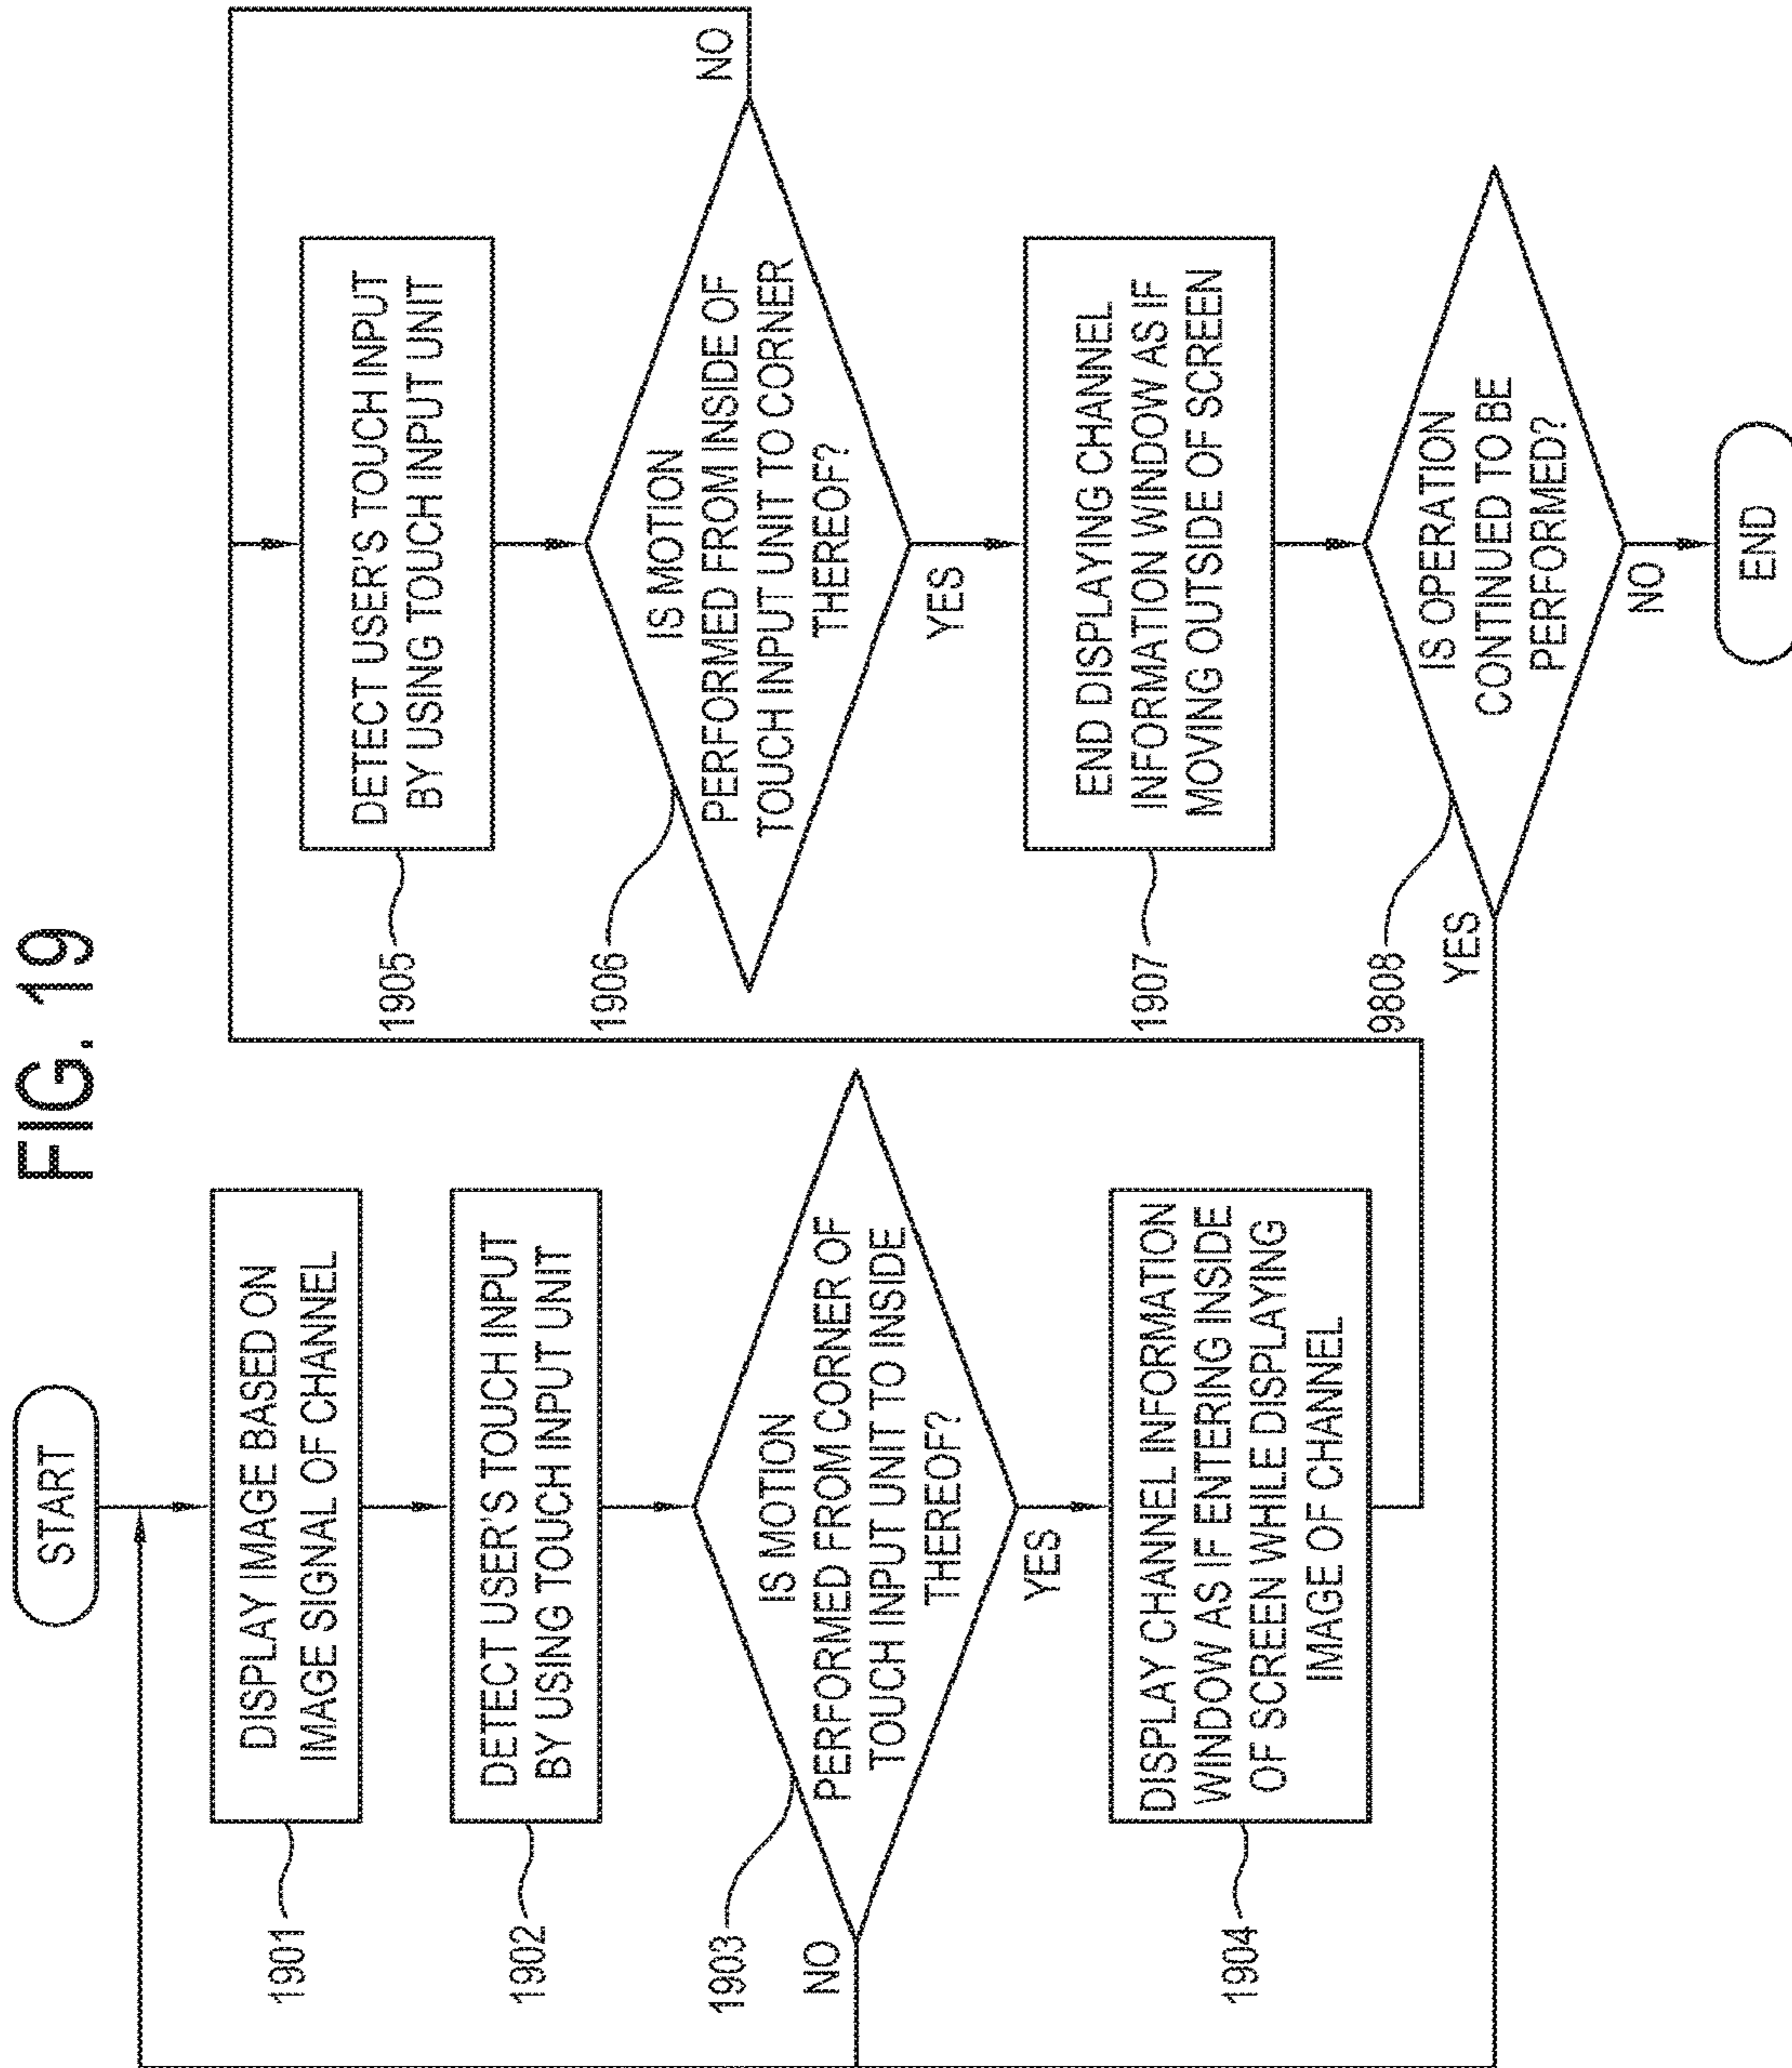 FIG. 19
START
DISPLAY IMAGE BASED ON
IMAGE SIGNAL OF CHANNEL
1901
DETECT USER'S TOUCH INPUT
BY USING TOUCH INPUT UNIT
1902
IS MOTION
PERFORMED FROM CORNER OF
TOUCH INPUT UNIT TO INSIDE
THEREOF?
1903
NO
YES
DISPLAY CHANNEL INFORMATION
WINDOW AS IF ENTERING INSIDE
OF SCREEN WHILE DISPLAYING
IMAGE OF CHANNEL
1904
DETECT USER'S TOUCH INPUT
BY USING TOUCH INPUT UNIT
1905
IS MOTION
PERFORMED FROM INSIDE OF
TOUCH INPUT UNIT TO CORNER
THEREOF?
1906
NO
YES
END DISPLAYING CHANNEL
INFORMATION WINDOW AS IF
MOVING OUTSIDE OF SCREEN
1907
IS OPERATION
CONTINUED TO BE
PERFORMED?
9808
YES
NO
END